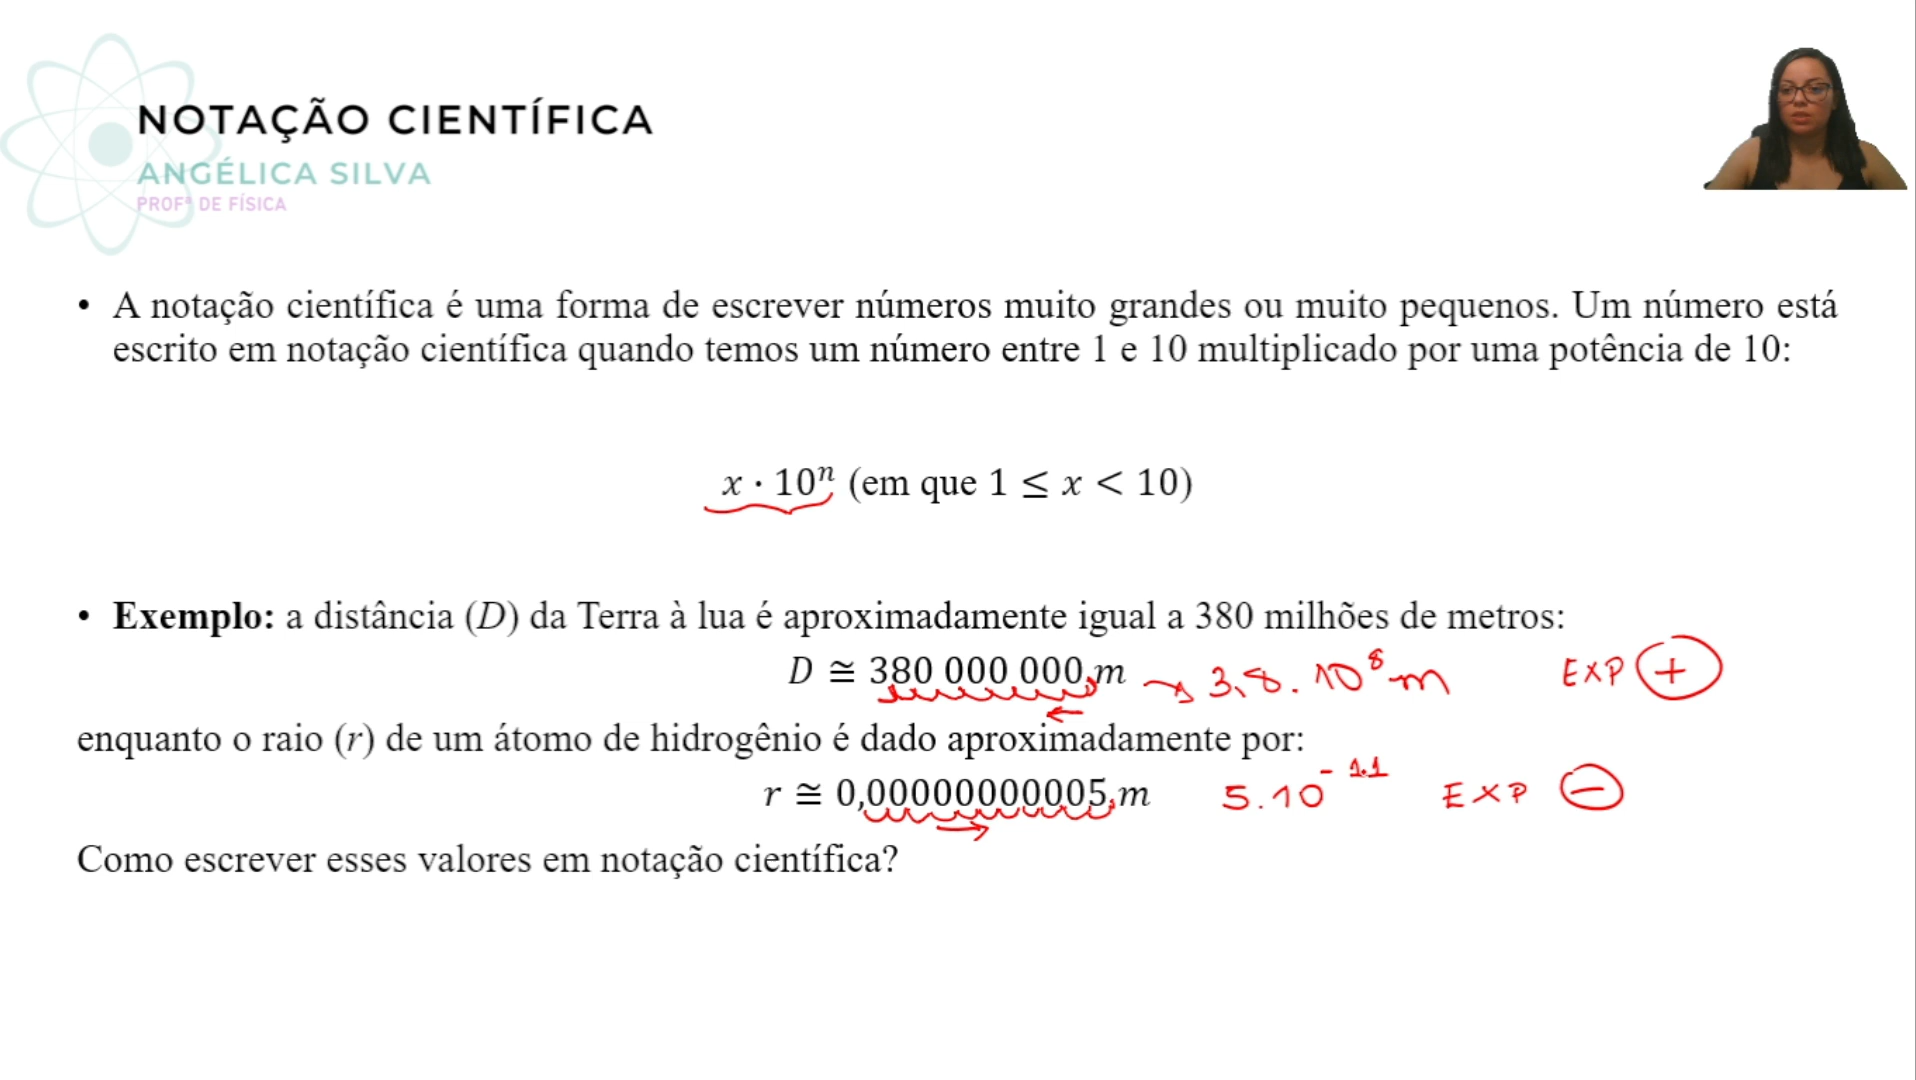 NOTAÇÃO CIENTÍFICA
ANGÉLICA SILVA
PROFª DE FÍSICA
• A notação científica é uma forma de escrever números muito grandes ou muito pequenos. Um número está
escrito em notação científica quando temos um número entre 1 e 10 multiplicado por uma potência de 10:
x · 10ⁿ (em que 1 ≤ x < 10)
• Exemplo: a distância (D) da Terra à lua é aproximadamente igual a 380 milhões de metros:
D ≅ 380 000 000, m → 3,8 . 10⁸ m EXP +
enquanto o raio (r) de um átomo de hidrogênio é dado aproximadamente por:
r ≅ 0,00000000005, m 5 . 10⁻¹¹ EXP −
Como escrever esses valores em notação científica?